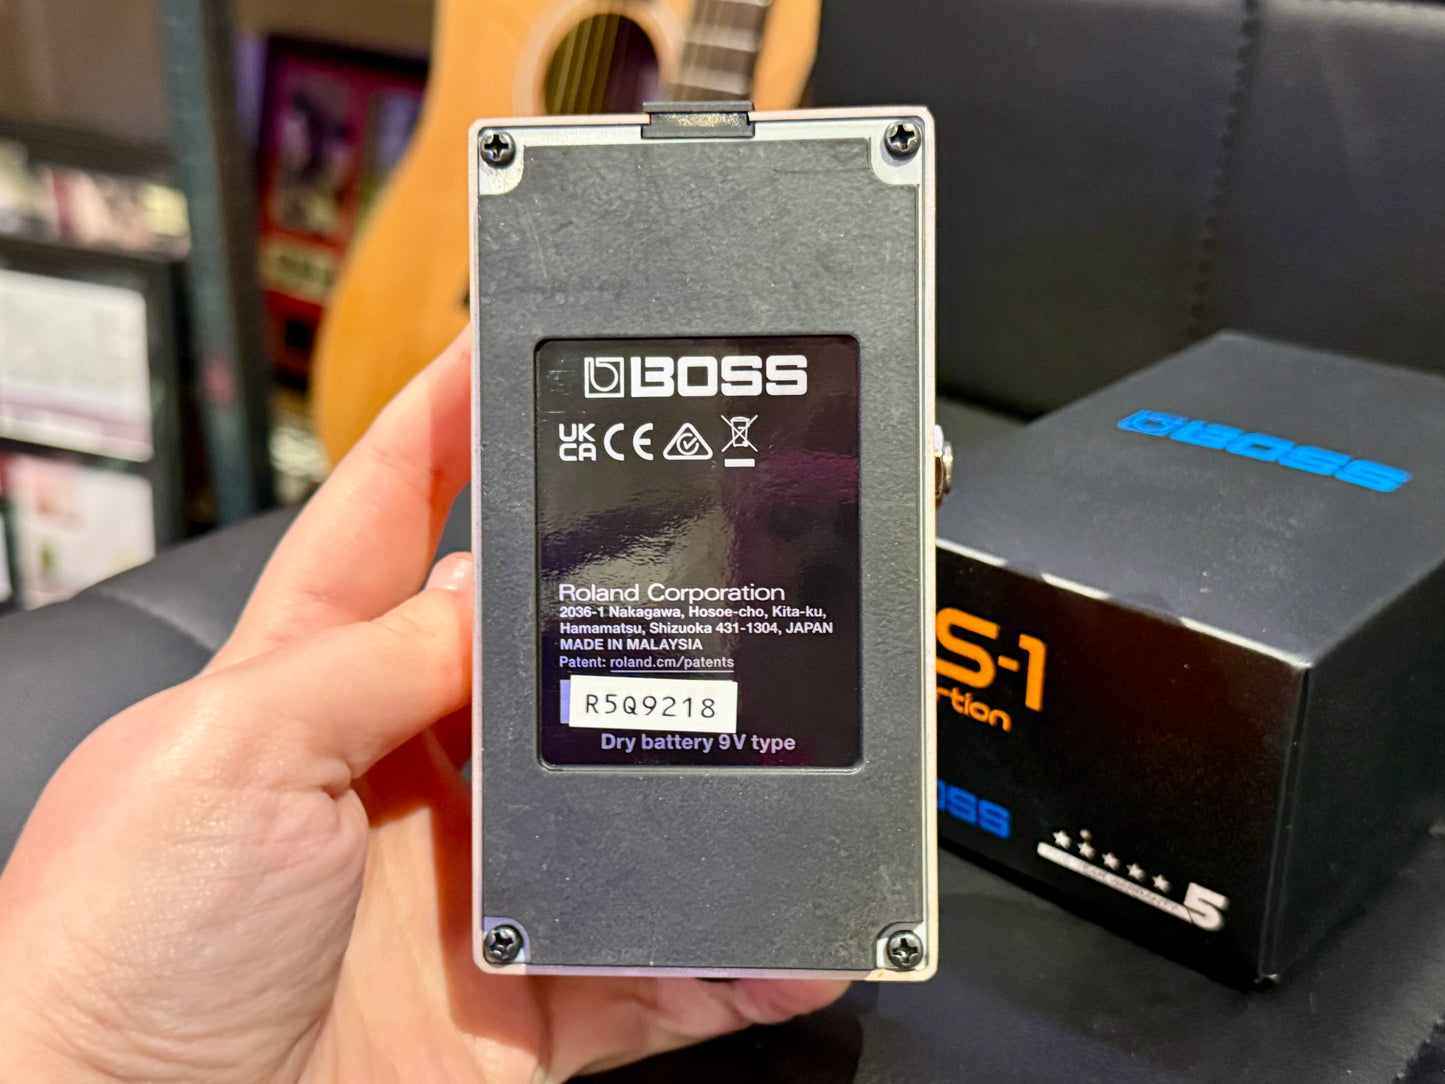 BOSS
UK
CA CE
Roland Corporation
2036-1 Nakagawa, Hosoe-cho, Kita-ku,
Hamamatsu, Shizuoka 431-1304, JAPAN
MADE IN MALAYSIA
Patent: roland.cm/patents
R5Q9218
Dry battery 9V type
BOSS
S-1
rtion
OSS
5